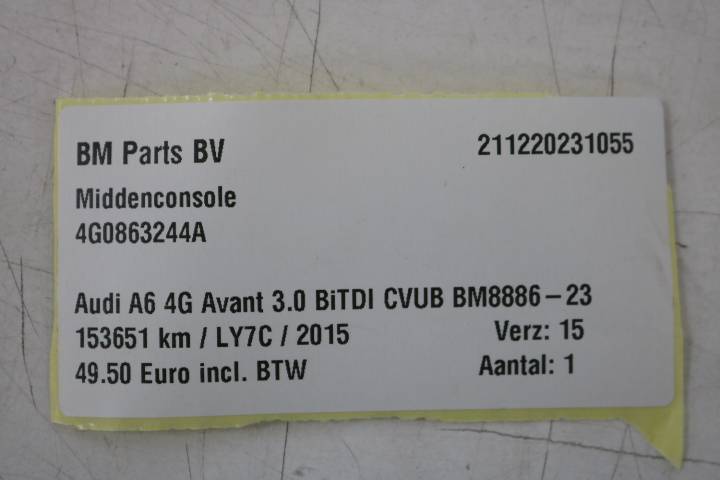 BM Parts BV 211220231055
Middenconsole
4G0863244A
Audi A6 4G Avant 3.0 BiTDI CVUB BM8886-23
153651 km / LY7C / 2015 Verz: 15
49.50 Euro incl. BTW Aantal: 1